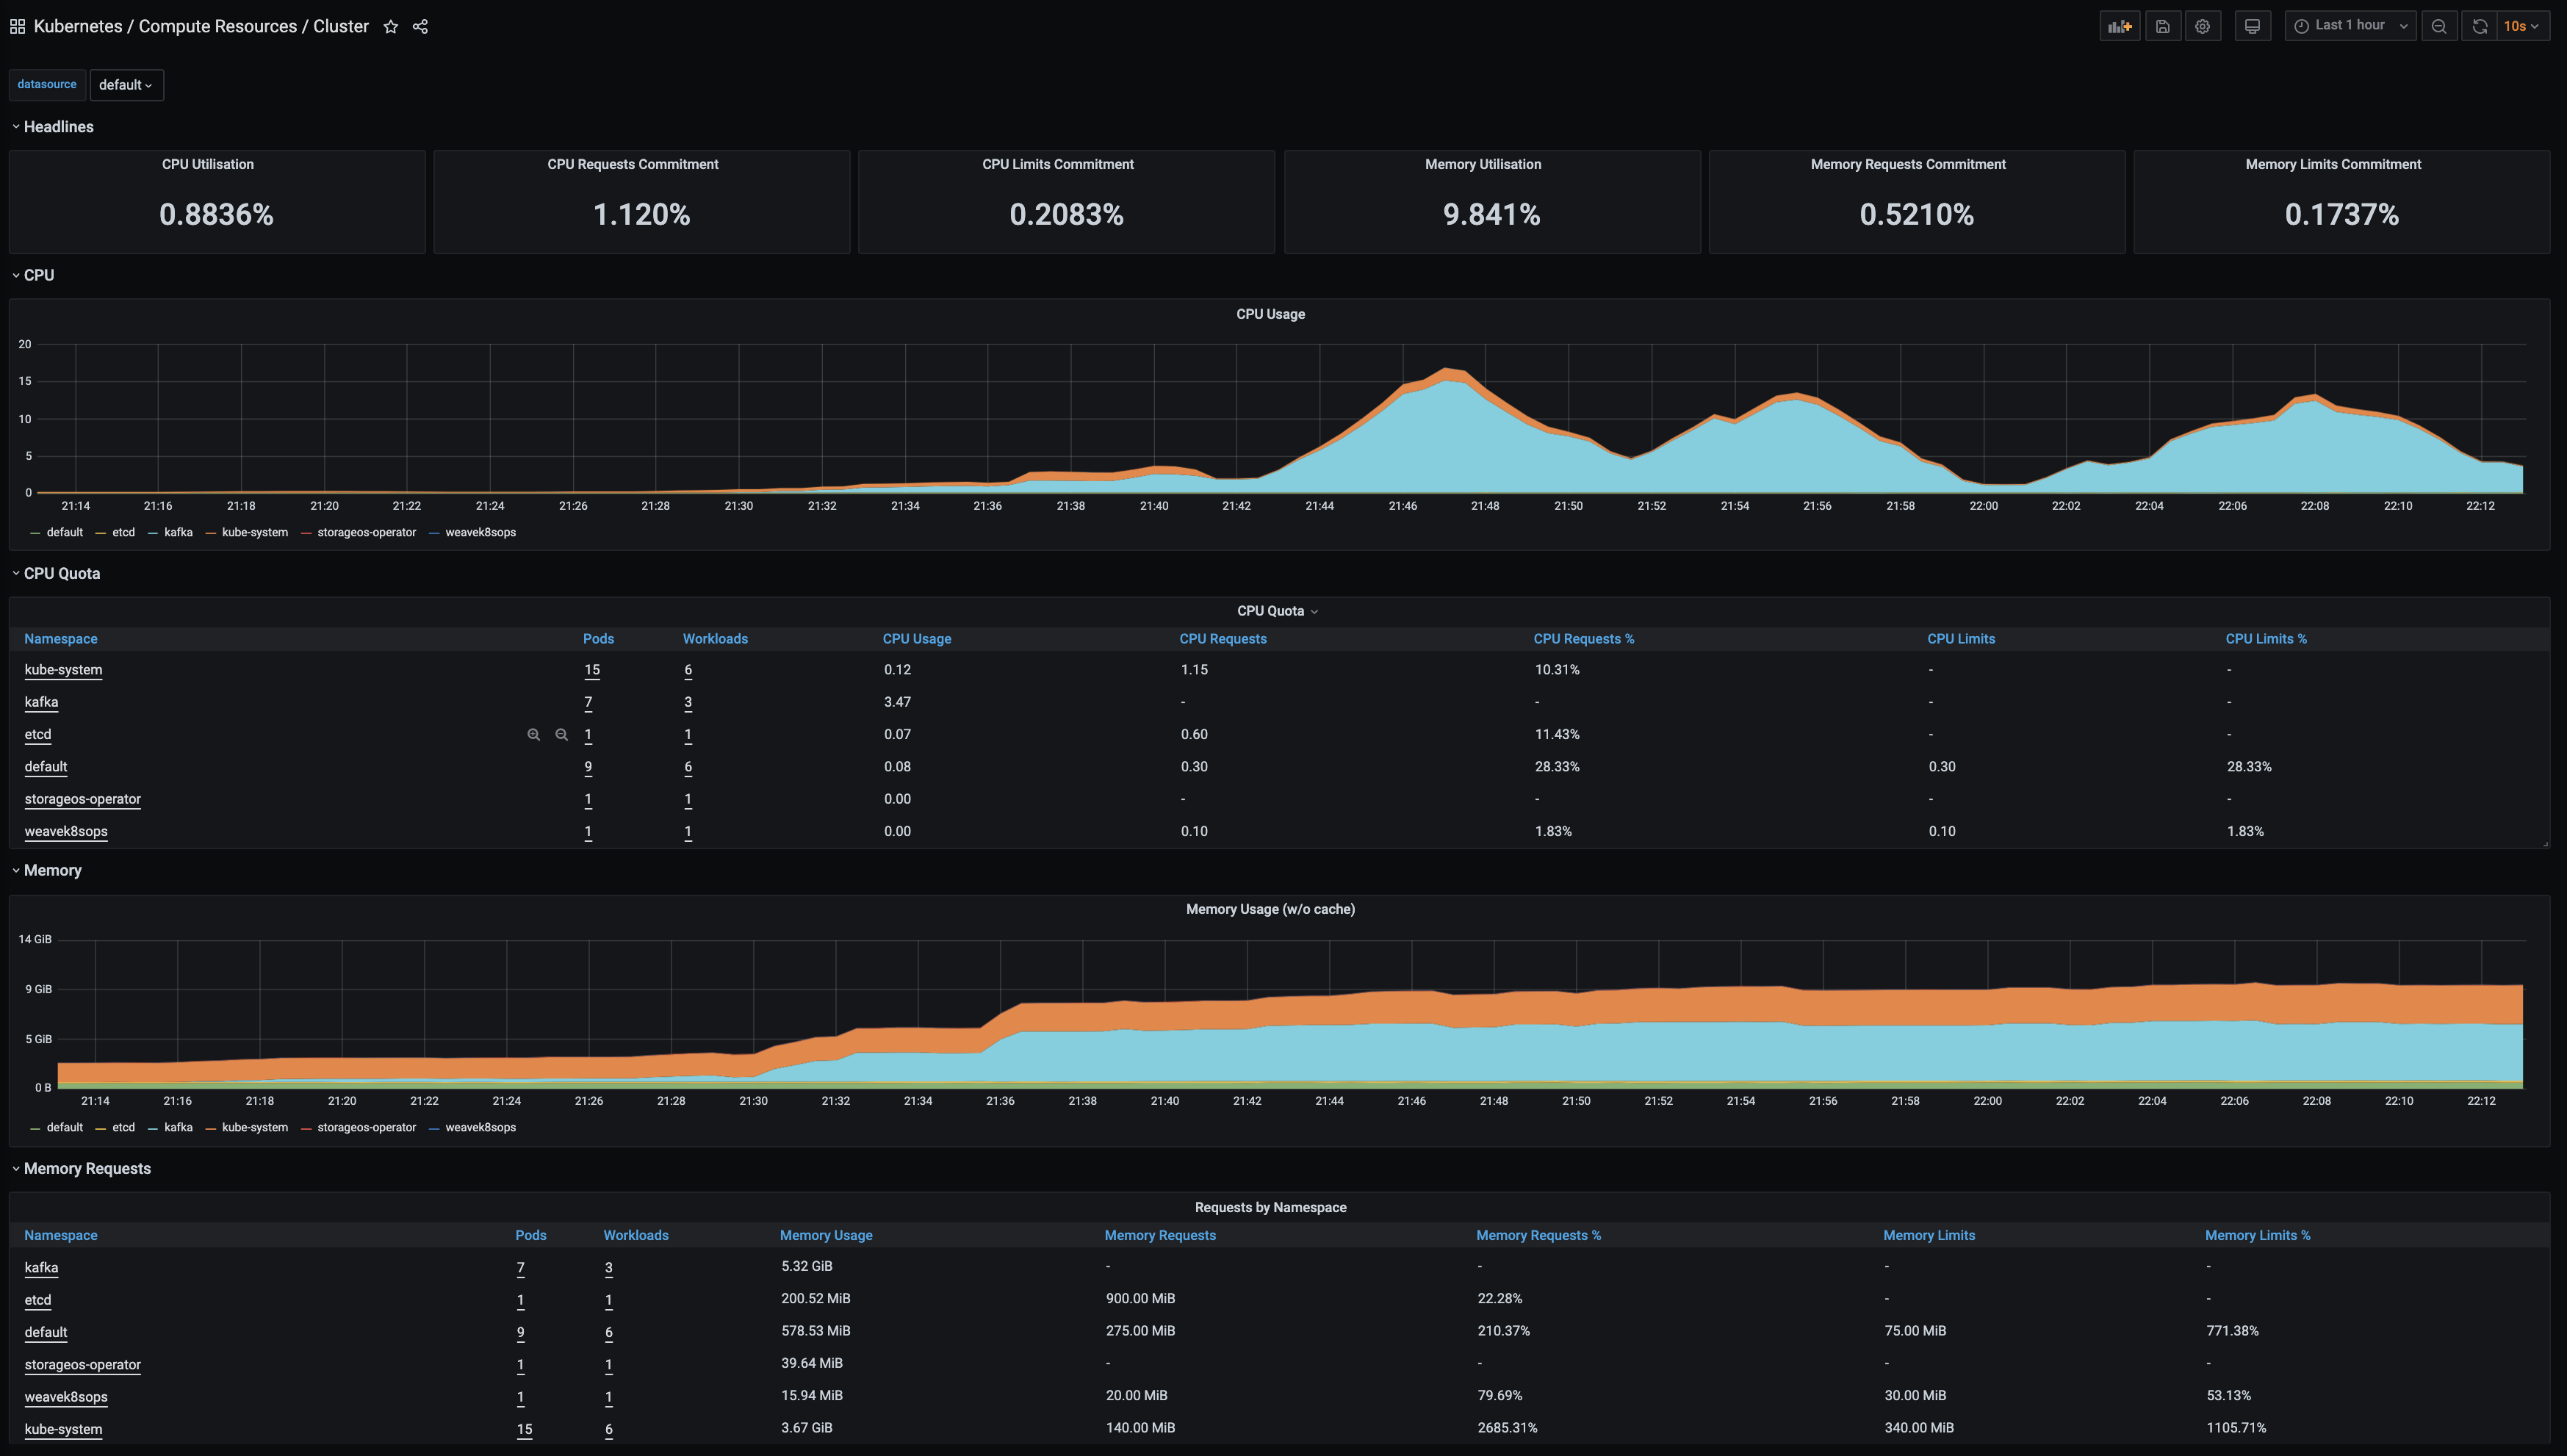 Kubernetes / Compute Resources / Cluster
Last 1 hour
10s
datasource default
Headlines
CPU Utilisation CPU Requests Commitment CPU Limits Commitment Memory Utilisation Memory Requests Commitment Memory Limits Commitment
0.8836% 1.120% 0.2083% 9.841% 0.5210% 0.1737%
CPU
CPU Usage
20
15
10
5
0
21:14 21:16 21:18 21:20 21:22 21:24 21:26 21:28 21:30 21:32 21:34 21:36 21:38 21:40 21:42 21:44 21:46 21:48 21:50 21:52 21:54 21:56 21:58 22:00 22:02 22:04 22:06 22:08 22:10 22:12
default etcd kafka kube-system storageos-operator weavek8sops
CPU Quota
CPU Quota
Namespace Pods Workloads CPU Usage CPU Requests CPU Requests % CPU Limits CPU Limits %
kube-system 15 6 0.12 1.15 10.31% - -
kafka 7 3 3.47 - - - -
etcd 1 1 0.07 0.60 11.43% - -
default 9 6 0.08 0.30 28.33% 0.30 28.33%
storageos-operator 1 1 0.00 - - - -
weavek8sops 1 1 0.00 0.10 1.83% 0.10 1.83%
Memory
Memory Usage (w/o cache)
14 GiB
9 GiB
5 GiB
0 B
21:14 21:16 21:18 21:20 21:22 21:24 21:26 21:28 21:30 21:32 21:34 21:36 21:38 21:40 21:42 21:44 21:46 21:48 21:50 21:52 21:54 21:56 21:58 22:00 22:02 22:04 22:06 22:08 22:10 22:12
default etcd kafka kube-system storageos-operator weavek8sops
Memory Requests
Requests by Namespace
Namespace Pods Workloads Memory Usage Memory Requests Memory Requests % Memory Limits Memory Limits %
kafka 7 3 5.32 GiB - - - -
etcd 1 1 200.52 MiB 900.00 MiB 22.28% - -
default 9 6 578.53 MiB 275.00 MiB 210.37% 75.00 MiB 771.38%
storageos-operator 1 1 39.64 MiB - - - -
weavek8sops 1 1 15.94 MiB 20.00 MiB 79.69% 30.00 MiB 53.13%
kube-system 15 6 3.67 GiB 140.00 MiB 2685.31% 340.00 MiB 1105.71%